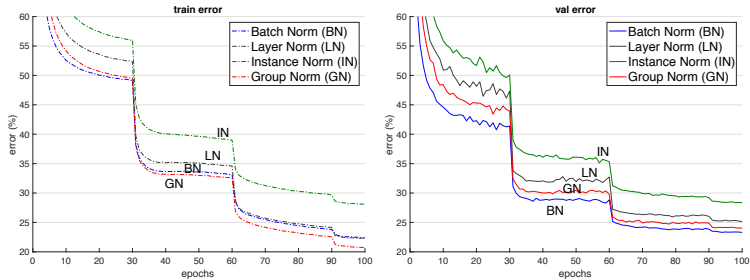 train error
60
55
50
45
40
35
30
25
20
error (%)
Batch Norm (BN)
Layer Norm (LN)
Instance Norm (IN)
Group Norm (GN)
IN
LN
BN
GN
0 10 20 30 40 50 60 70 80 90 100
epochs
val error
60
55
50
45
40
35
30
25
20
error (%)
Batch Norm (BN)
Layer Norm (LN)
Instance Norm (IN)
Group Norm (GN)
IN
LN
GN
BN
0 10 20 30 40 50 60 70 80 90 100
epochs